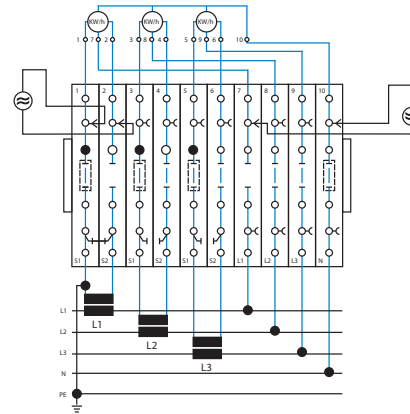 KW/h KW/h KW/h
1 7 2 3 8 4 5 9 6 10
1 2 3 4 5 6 7 8 9 10
S1 S2 S1 S2 S1 S2 L1 L2 L3 N
L1
L1
L2
L2
L3
L3
N
PE